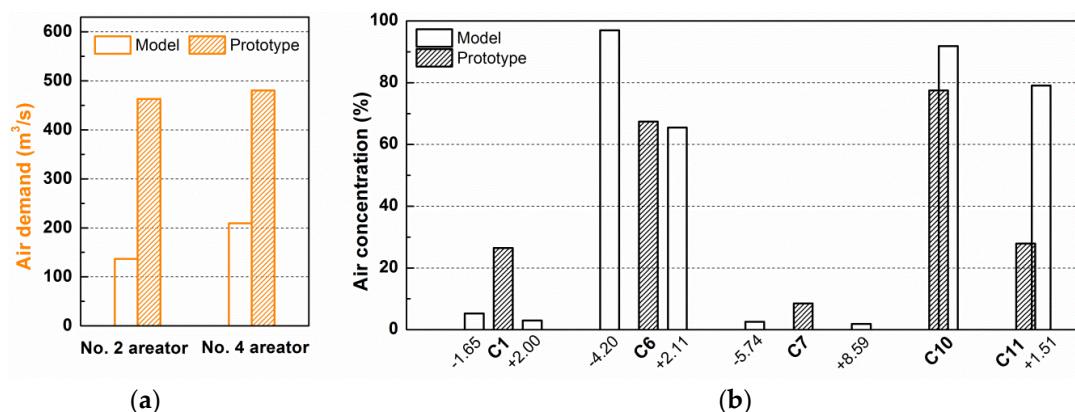 600
500
400
300
200
100
0
Air demand (m³/s)
Model
Prototype
No. 2 areator
No. 4 areator
(a)
100
80
60
40
20
0
Air concentration (%)
Model
Prototype
-1.65
C1
+2.00
-4.20
C6
+2.11
-5.74
C7
+8.59
C10
C11
+1.51
(b)